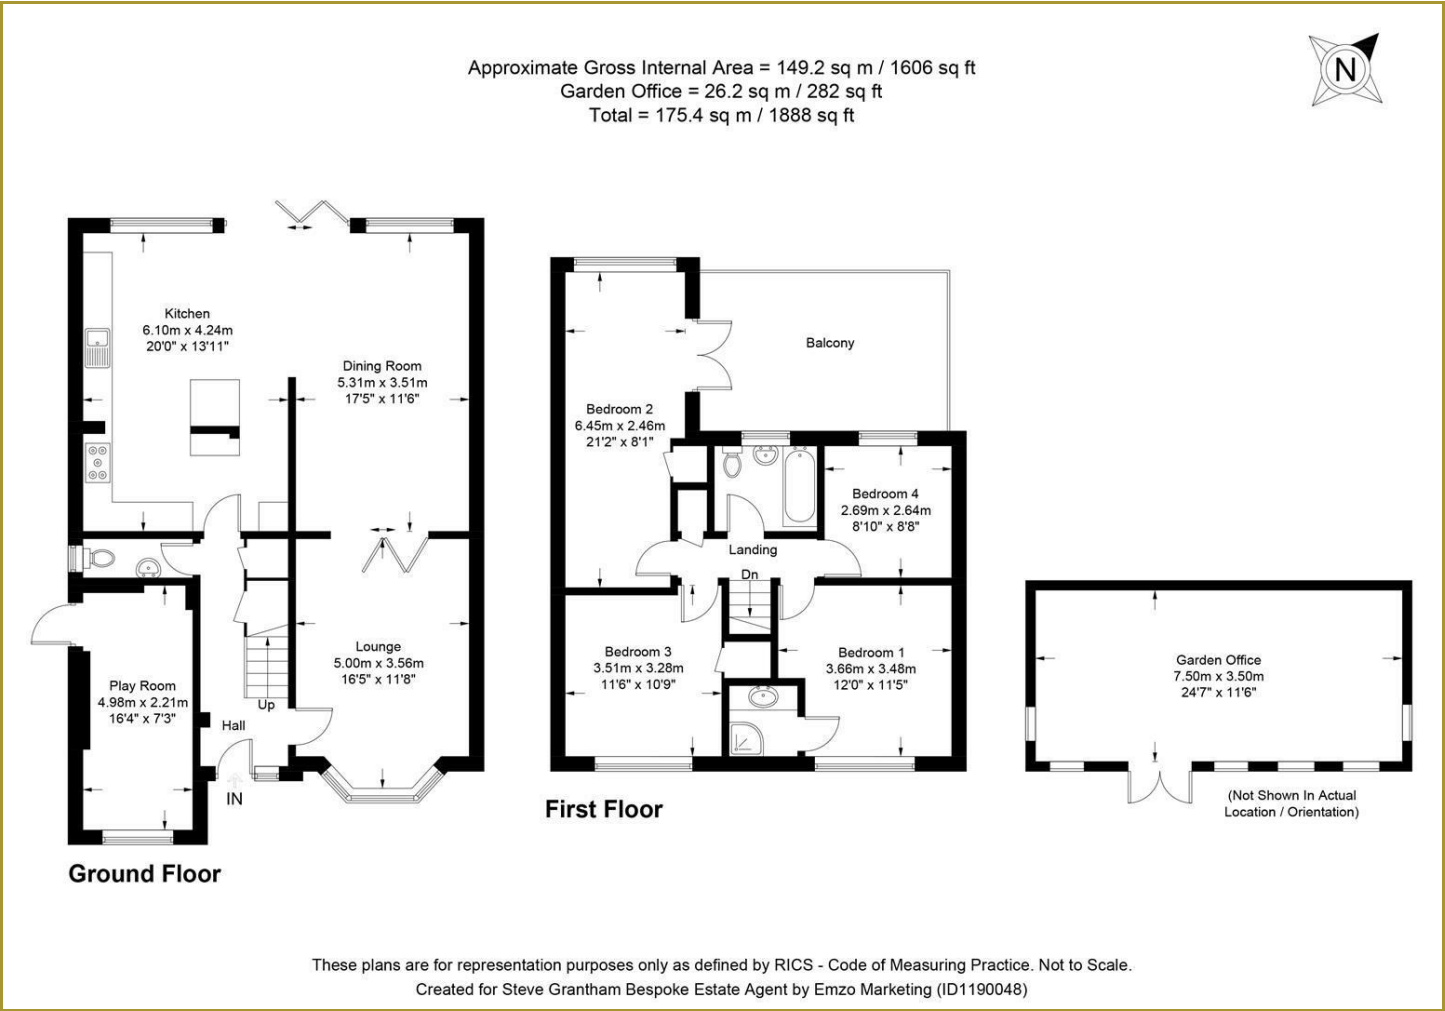 Approximate Gross Internal Area = 149.2 sq m / 1606 sq ft
Garden Office = 26.2 sq m / 282 sq ft
Total = 175.4 sq m / 1888 sq ft
N
Kitchen
6.10m x 4.24m
20'0" x 13'11"
Dining Room
5.31m x 3.51m
17'5" x 11'6"
Lounge
5.00m x 3.56m
16'5" x 11'8"
Play Room
4.98m x 2.21m
16'4" x 7'3"
Up
Hall
IN
Ground Floor
Balcony
Bedroom 2
6.45m x 2.46m
21'2" x 8'1"
Bedroom 4
2.69m x 2.64m
8'10" x 8'8"
Landing
Dn
Bedroom 3
3.51m x 3.28m
11'6" x 10'9"
Bedroom 1
3.66m x 3.48m
12'0" x 11'5"
First Floor
Garden Office
7.50m x 3.50m
24'7" x 11'6"
(Not Shown In Actual
Location / Orientation)
These plans are for representation purposes only as defined by RICS - Code of Measuring Practice. Not to Scale.
Created for Steve Grantham Bespoke Estate Agent by Emzo Marketing (ID1190048)